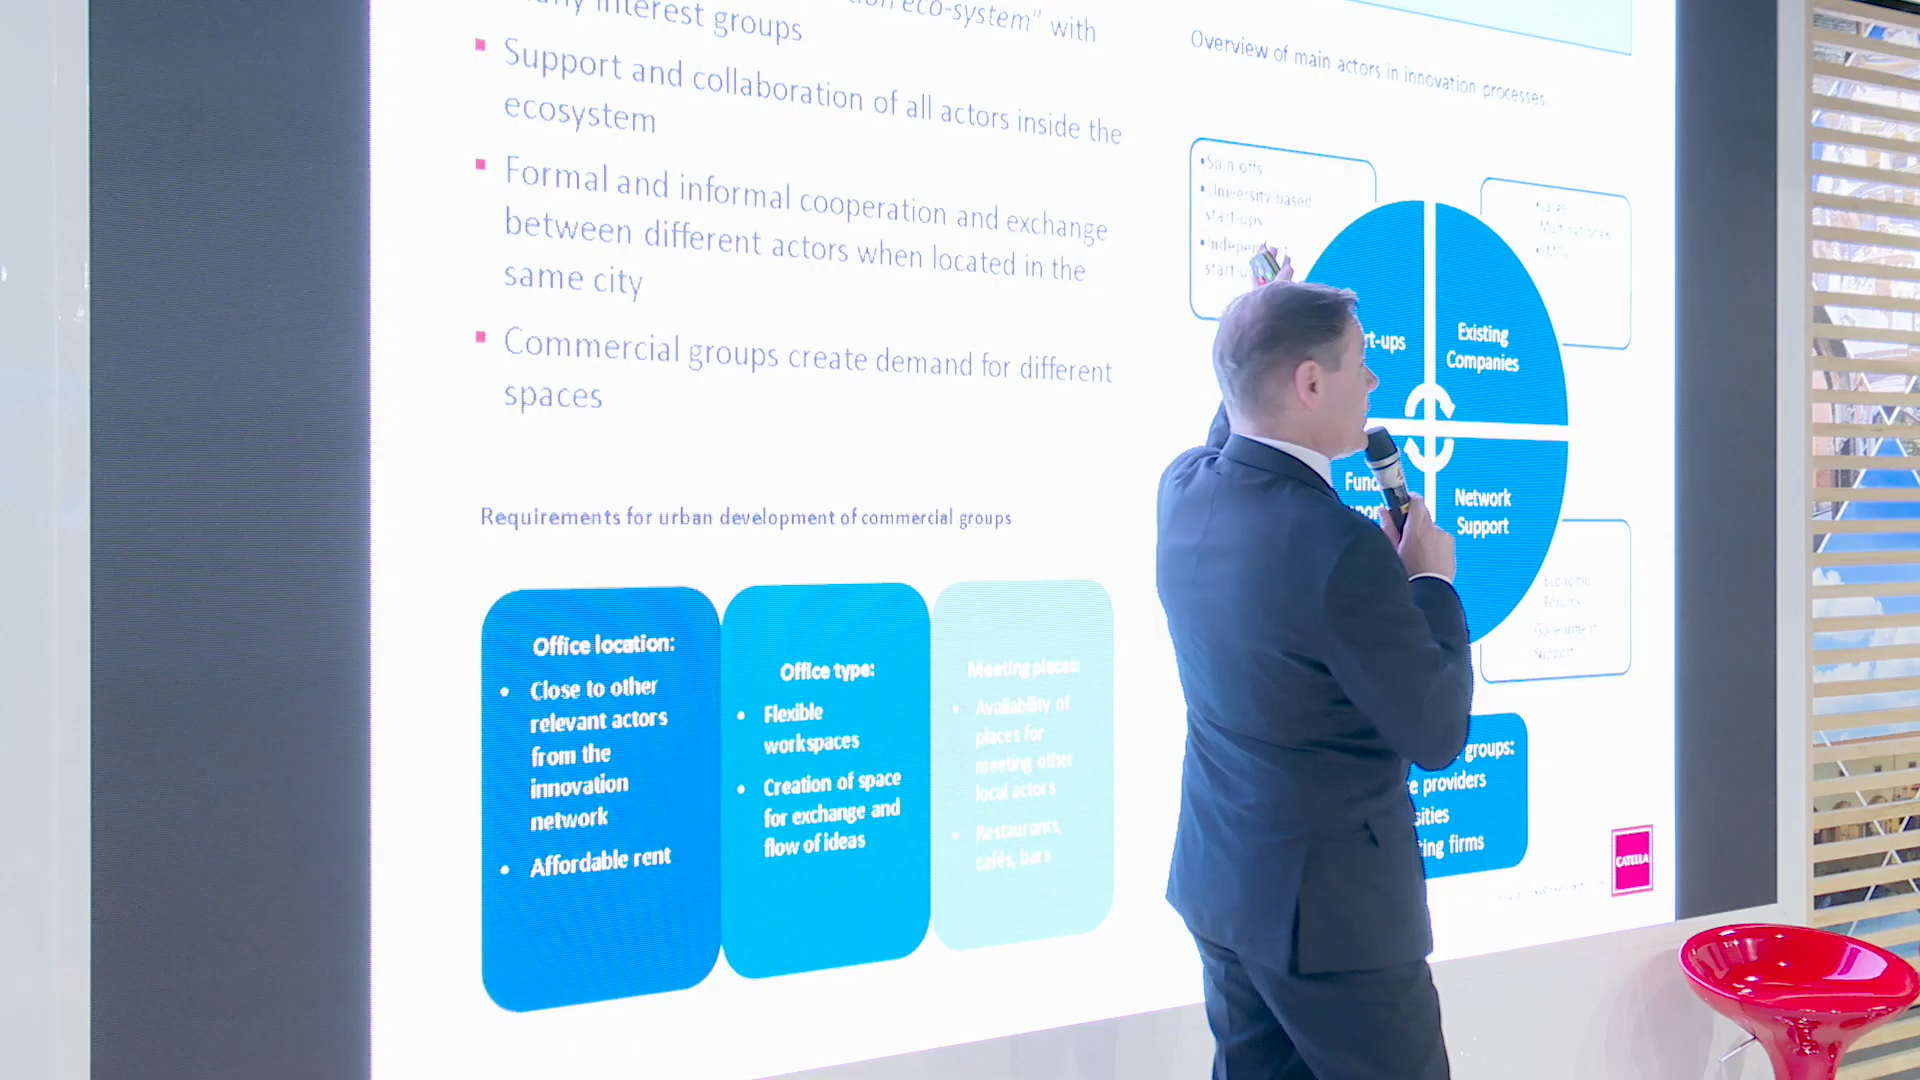 interest groups
eco-system" with
Support and collaboration of all actors inside the
ecosystem
Formal and informal cooperation and exchange
between different actors when located in the
same city
Commercial groups create demand for different
spaces
Requirements for urban development of commercial groups
Office location:
• Close to other
relevant actors
from the
innovation
network
• Affordable rent
Office type:
• Flexible
workspaces
• Creation of space
for exchange and
flow of ideas
Meeting places:
• Availability of
places for
meeting other
local actors
• Restaurants,
cafés, bars
Overview of main actors in innovation processes
• Spin offs
• University based
start-ups
Existing
Companies
Network
Support
Economic
Government
Support
groups:
providers
firms
CATELLA